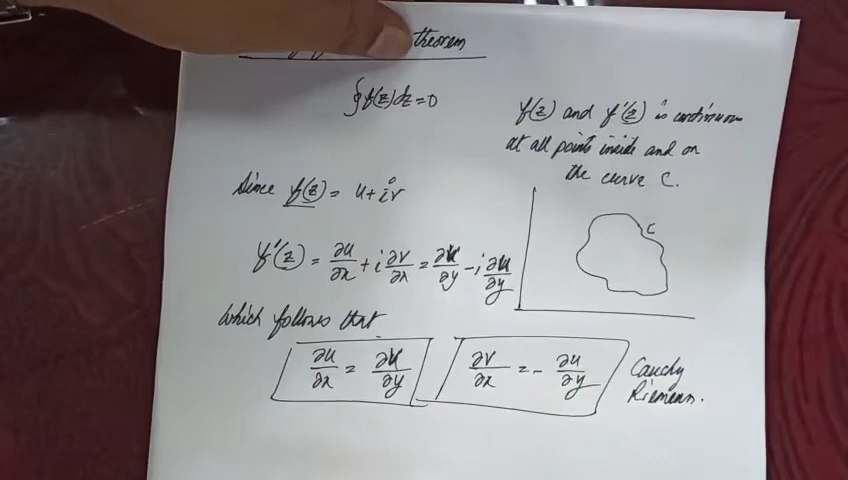 theorem
∮f(z)dz=0
f(z) and f'(z) is continuous
at all points inside and on
the curve C.
Since f(z) = u+iv
C
f'(z) = ∂u/∂x + i ∂v/∂x = ∂v/∂y - i ∂u/∂y
which follows that
∂u/∂x = ∂v/∂y
∂v/∂x = - ∂u/∂y
Cauchy
Riemann.